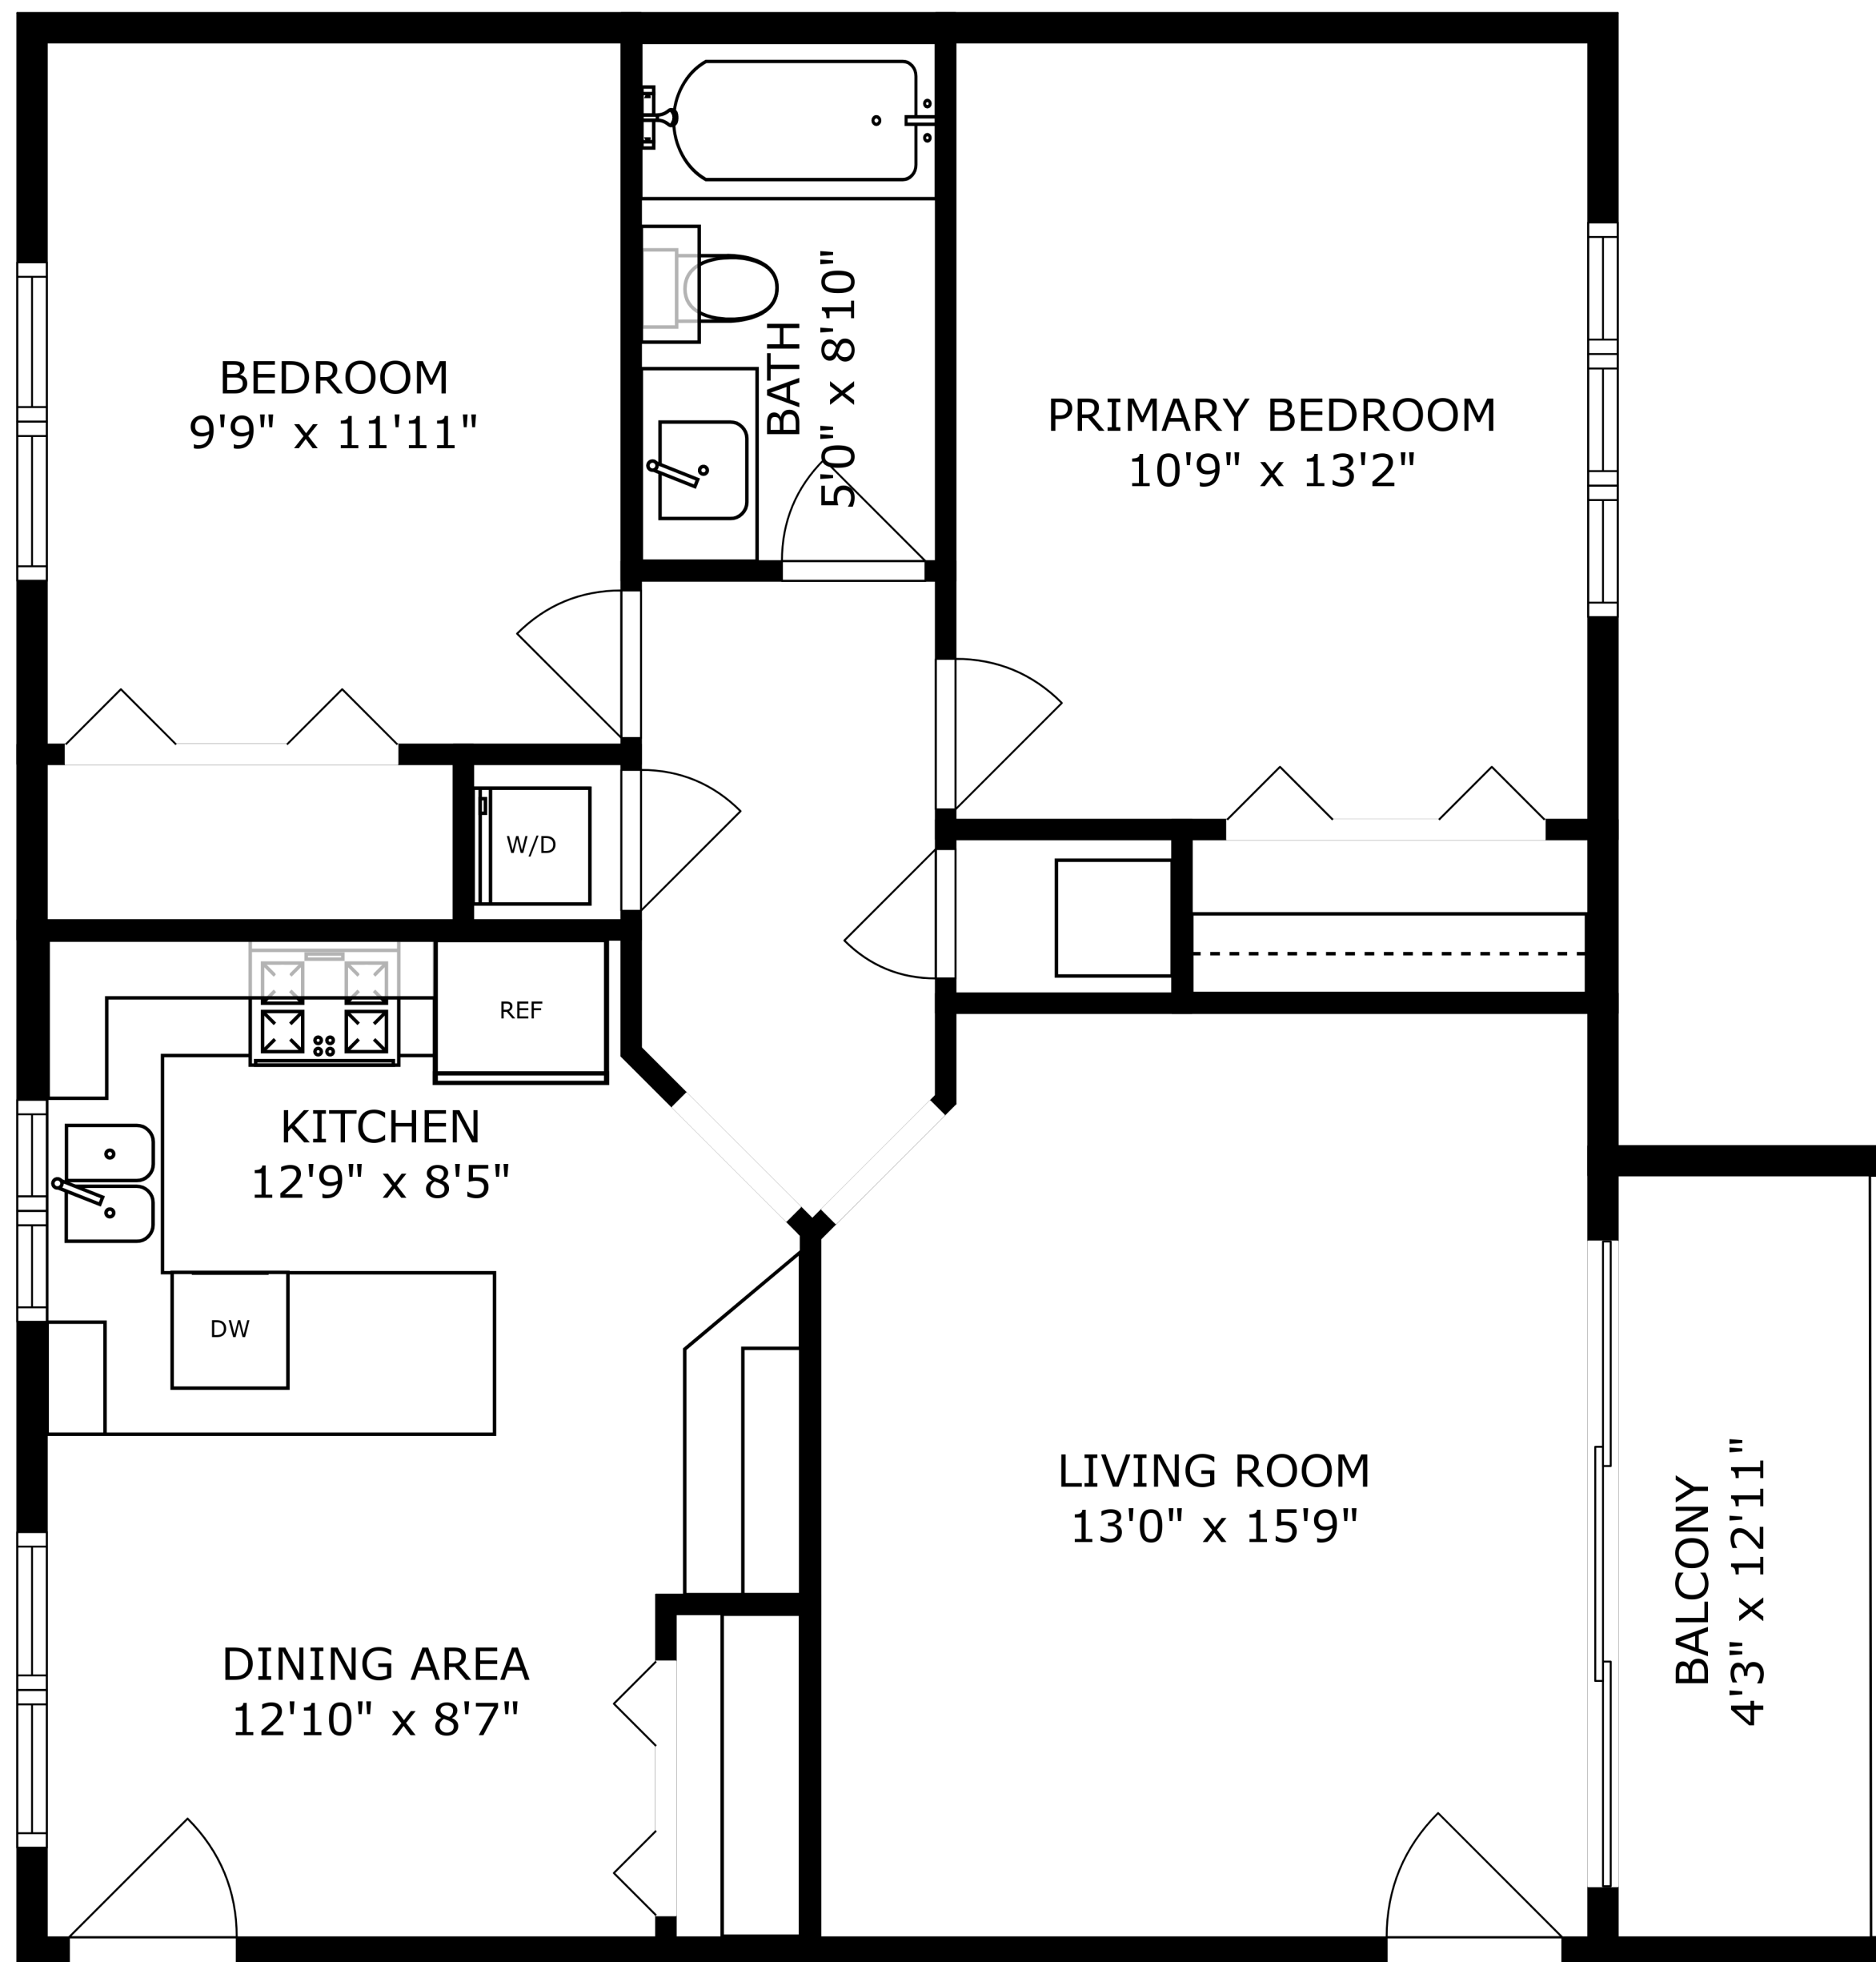 BEDROOM
9'9" x 11'11"
BATH
5'0" x 8'10"
PRIMARY BEDROOM
10'9" x 13'2"
W/D
REF
KITCHEN
12'9" x 8'5"
DW
LIVING ROOM
13'0" x 15'9"
BALCONY
4'3" x 12'11"
DINING AREA
12'10" x 8'7"